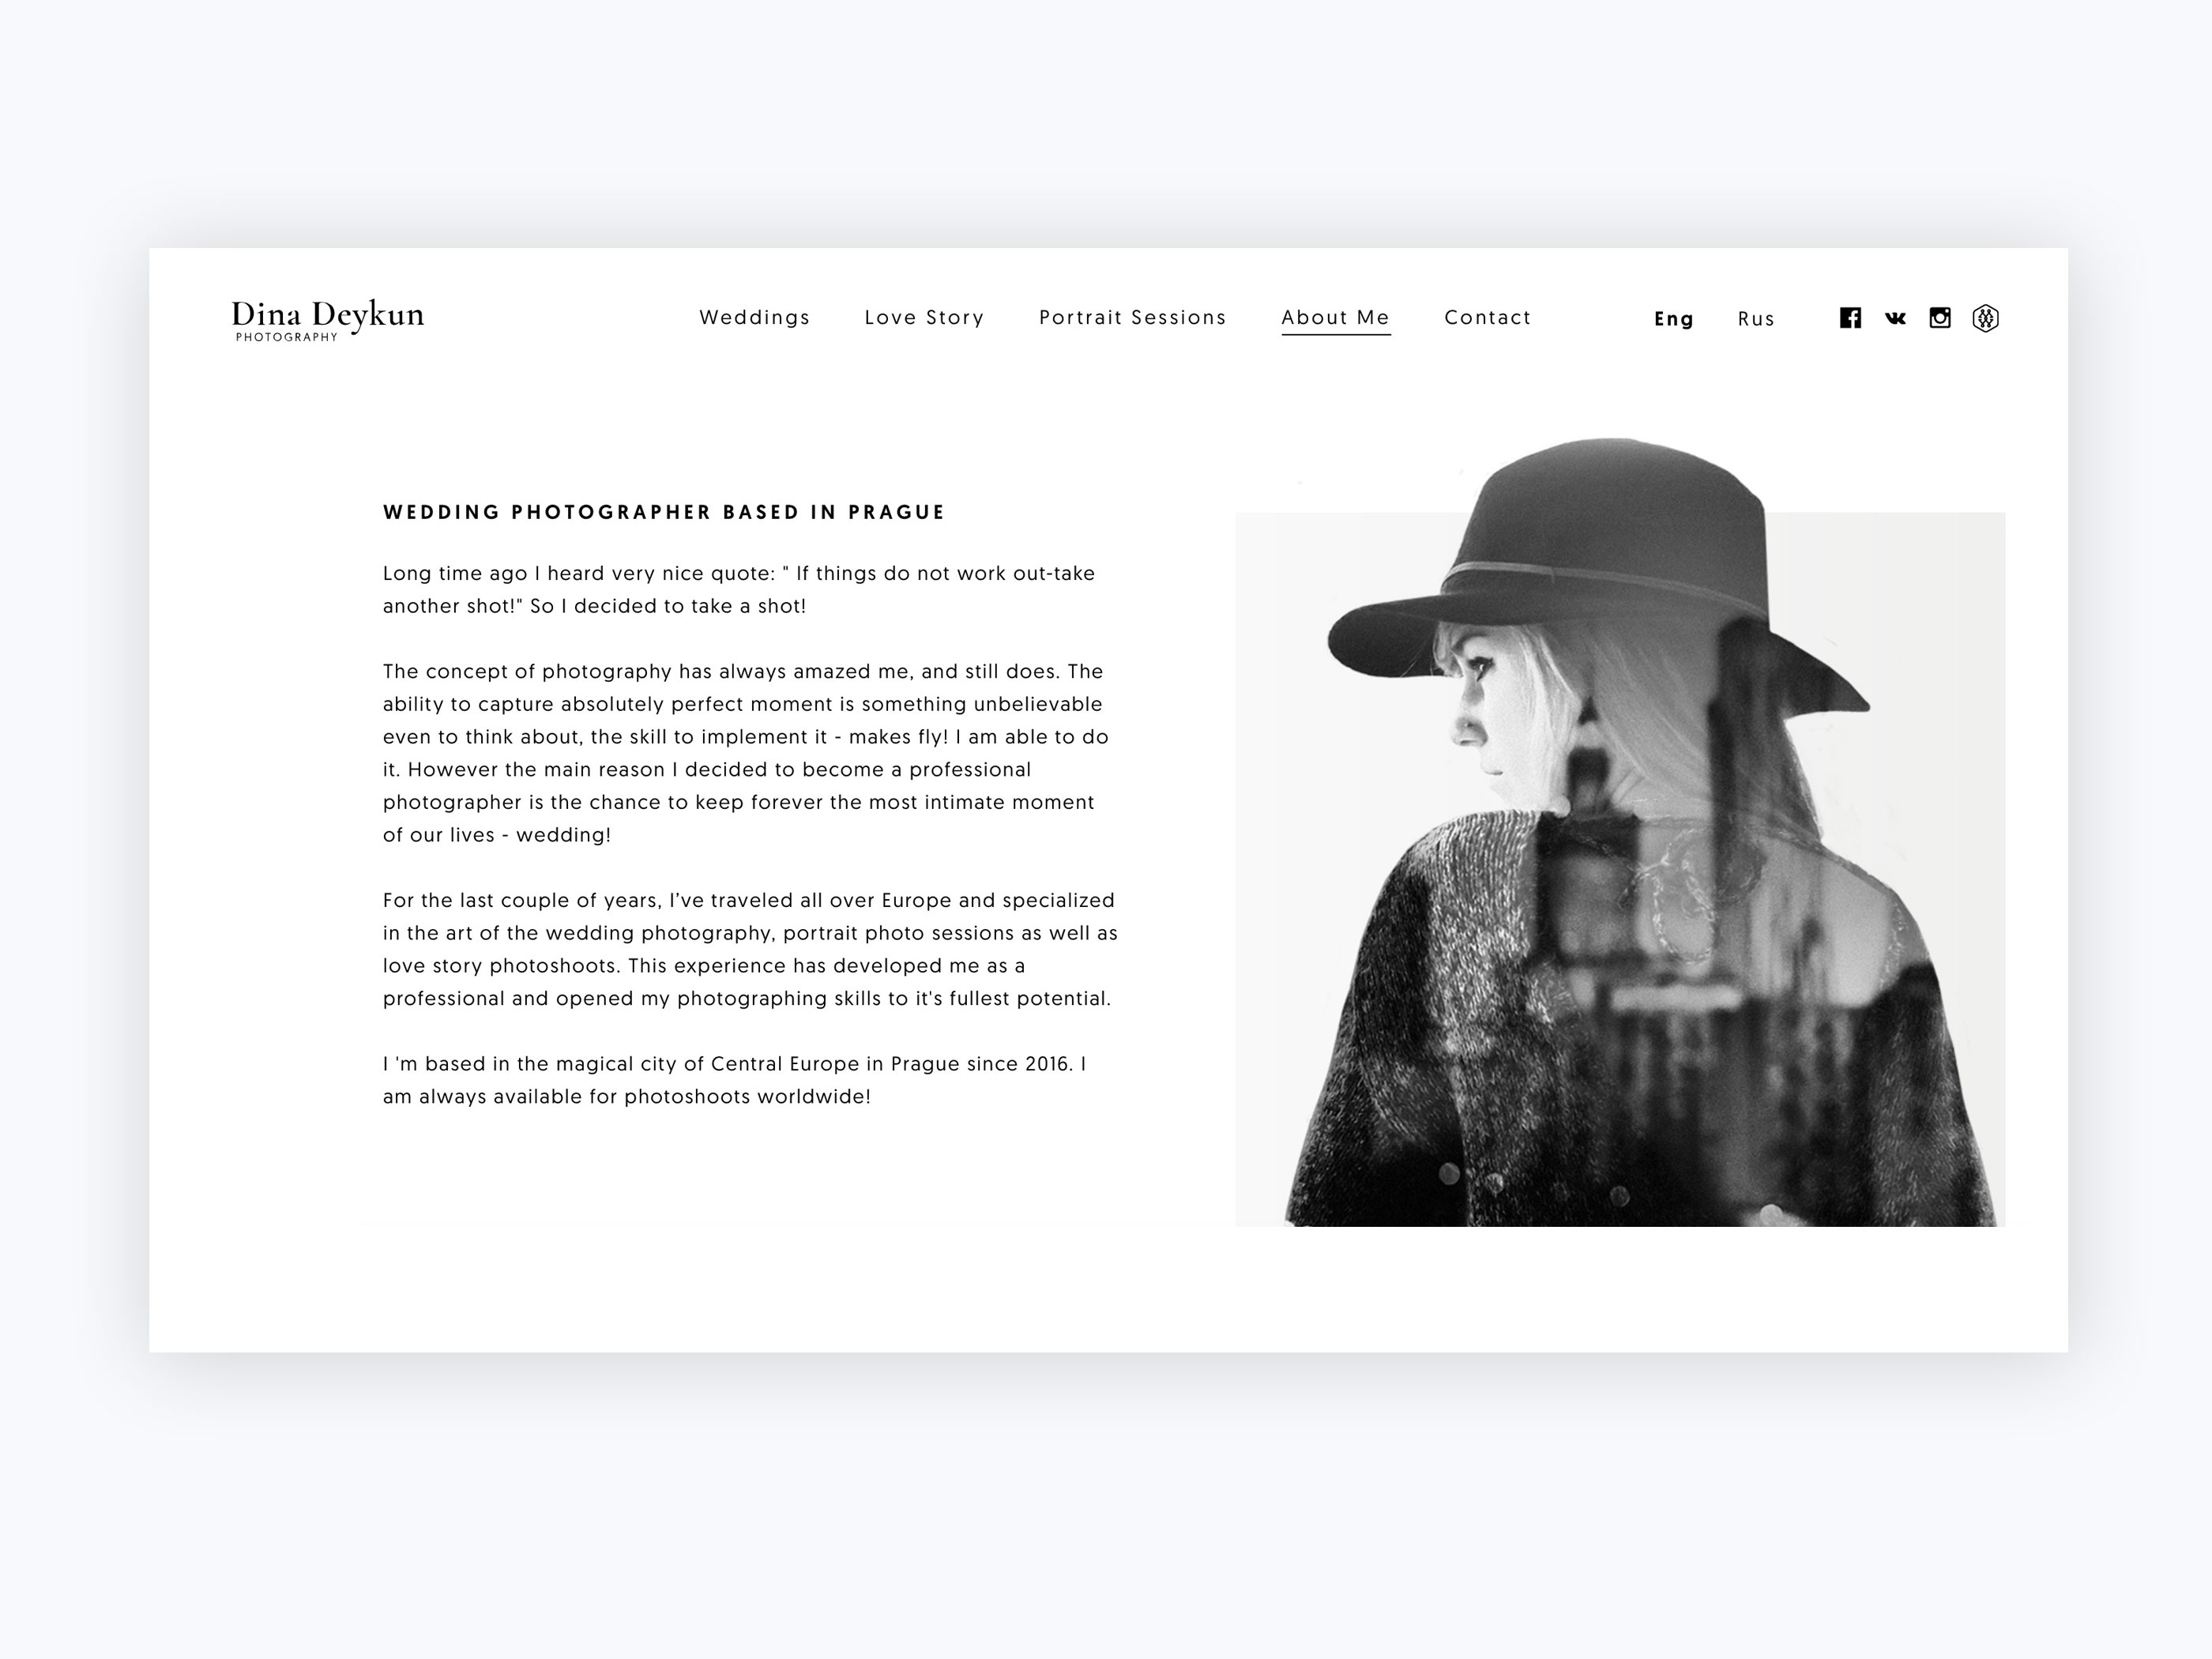 Dina Deykun
PHOTOGRAPHY
Weddings
Love Story
Portrait Sessions
About Me
Contact
Eng
Rus
WEDDING PHOTOGRAPHER BASED IN PRAGUE
Long time ago I heard very nice quote: " If things do not work out-take
another shot!" So I decided to take a shot!
The concept of photography has always amazed me, and still does. The
ability to capture absolutely perfect moment is something unbelievable
even to think about, the skill to implement it - makes fly! I am able to do
it. However the main reason I decided to become a professional
photographer is the chance to keep forever the most intimate moment
of our lives - wedding!
For the last couple of years, I’ve traveled all over Europe and specialized
in the art of the wedding photography, portrait photo sessions as well as
love story photoshoots. This experience has developed me as a
professional and opened my photographing skills to it's fullest potential.
I 'm based in the magical city of Central Europe in Prague since 2016. I
am always available for photoshoots worldwide!